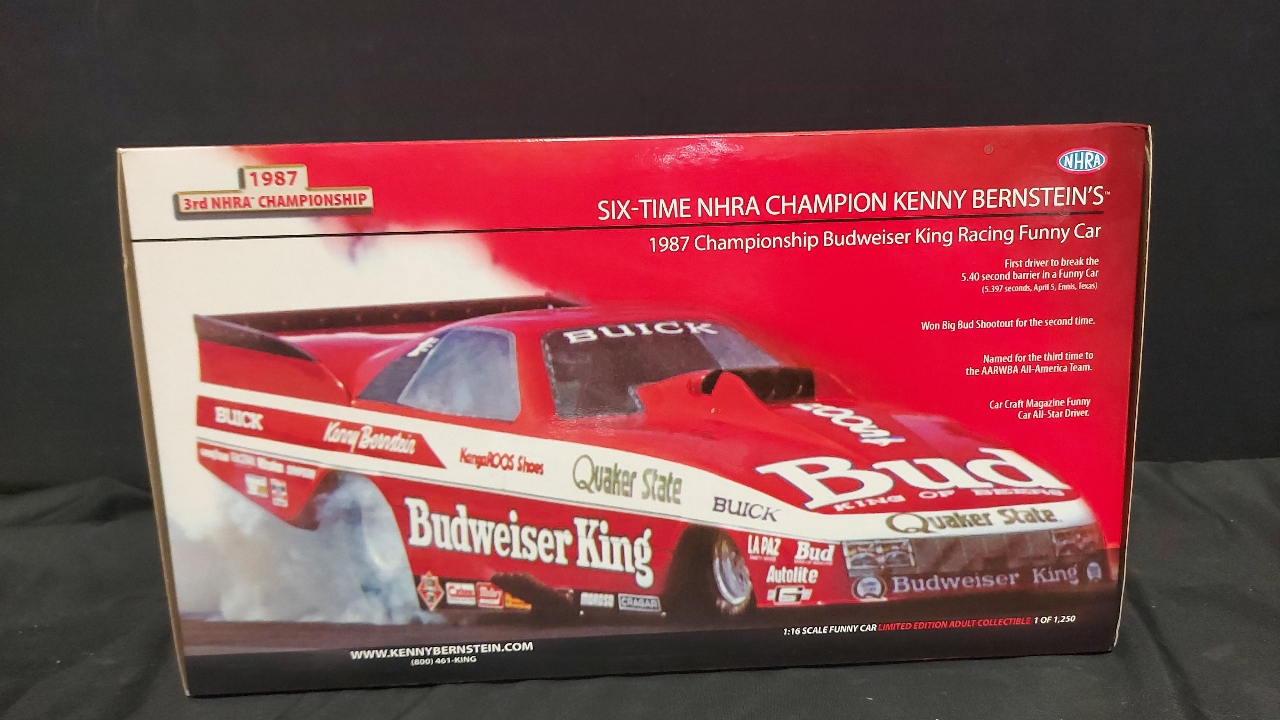 1987
3rd NHRA™ CHAMPIONSHIP
NHRA
SIX-TIME NHRA CHAMPION KENNY BERNSTEIN'S™
1987 Championship Budweiser King Racing Funny Car
First driver to break the
5.40 second barrier in a Funny Car
(5.397 seconds, April 5, Ennis, Texas)
Won Big Bud Shootout for the second time.
Named for the third time to
the AARWBA All-America Team.
Car Craft Magazine Funny
Car All-Star Driver.
BUICK
BUICK
Kenny Bernstein
KangaROOS Shoes
Quaker State
BUICK
Bud
KING OF BEERS
Quaker State
Budweiser King
LA PAZ
Bud
Autolite
Budweiser King
CRAGAR
1:16 SCALE FUNNY CAR LIMITED EDITION ADULT COLLECTIBLE 1 OF 1,250
WWW.KENNYBERNSTEIN.COM
(800) 461-KING